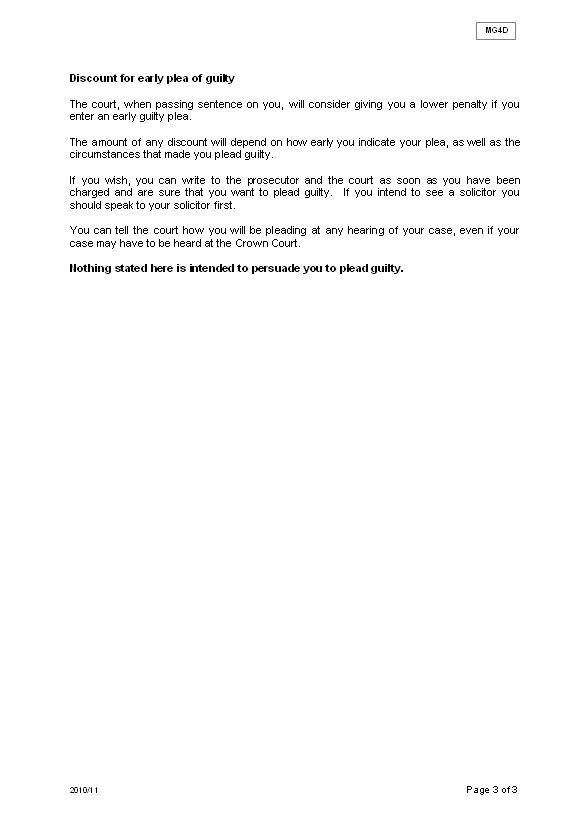 MG4D
Discount for early plea of guilty
The court, when passing sentence on you, will consider giving you a lower penalty if you
enter an early guilty plea.
The amount of any discount will depend on how early you indicate your plea, as well as the
circumstances that made you plead guilty.
If you wish, you can write to the prosecutor and the court as soon as you have been
charged and are sure that you want to plead guilty. If you intend to see a solicitor you
should speak to your solicitor first.
You can tell the court how you will be pleading at any hearing of your case, even if your
case may have to be heard at the Crown Court.
Nothing stated here is intended to persuade you to plead guilty.
2010/11
Page 3 of 3